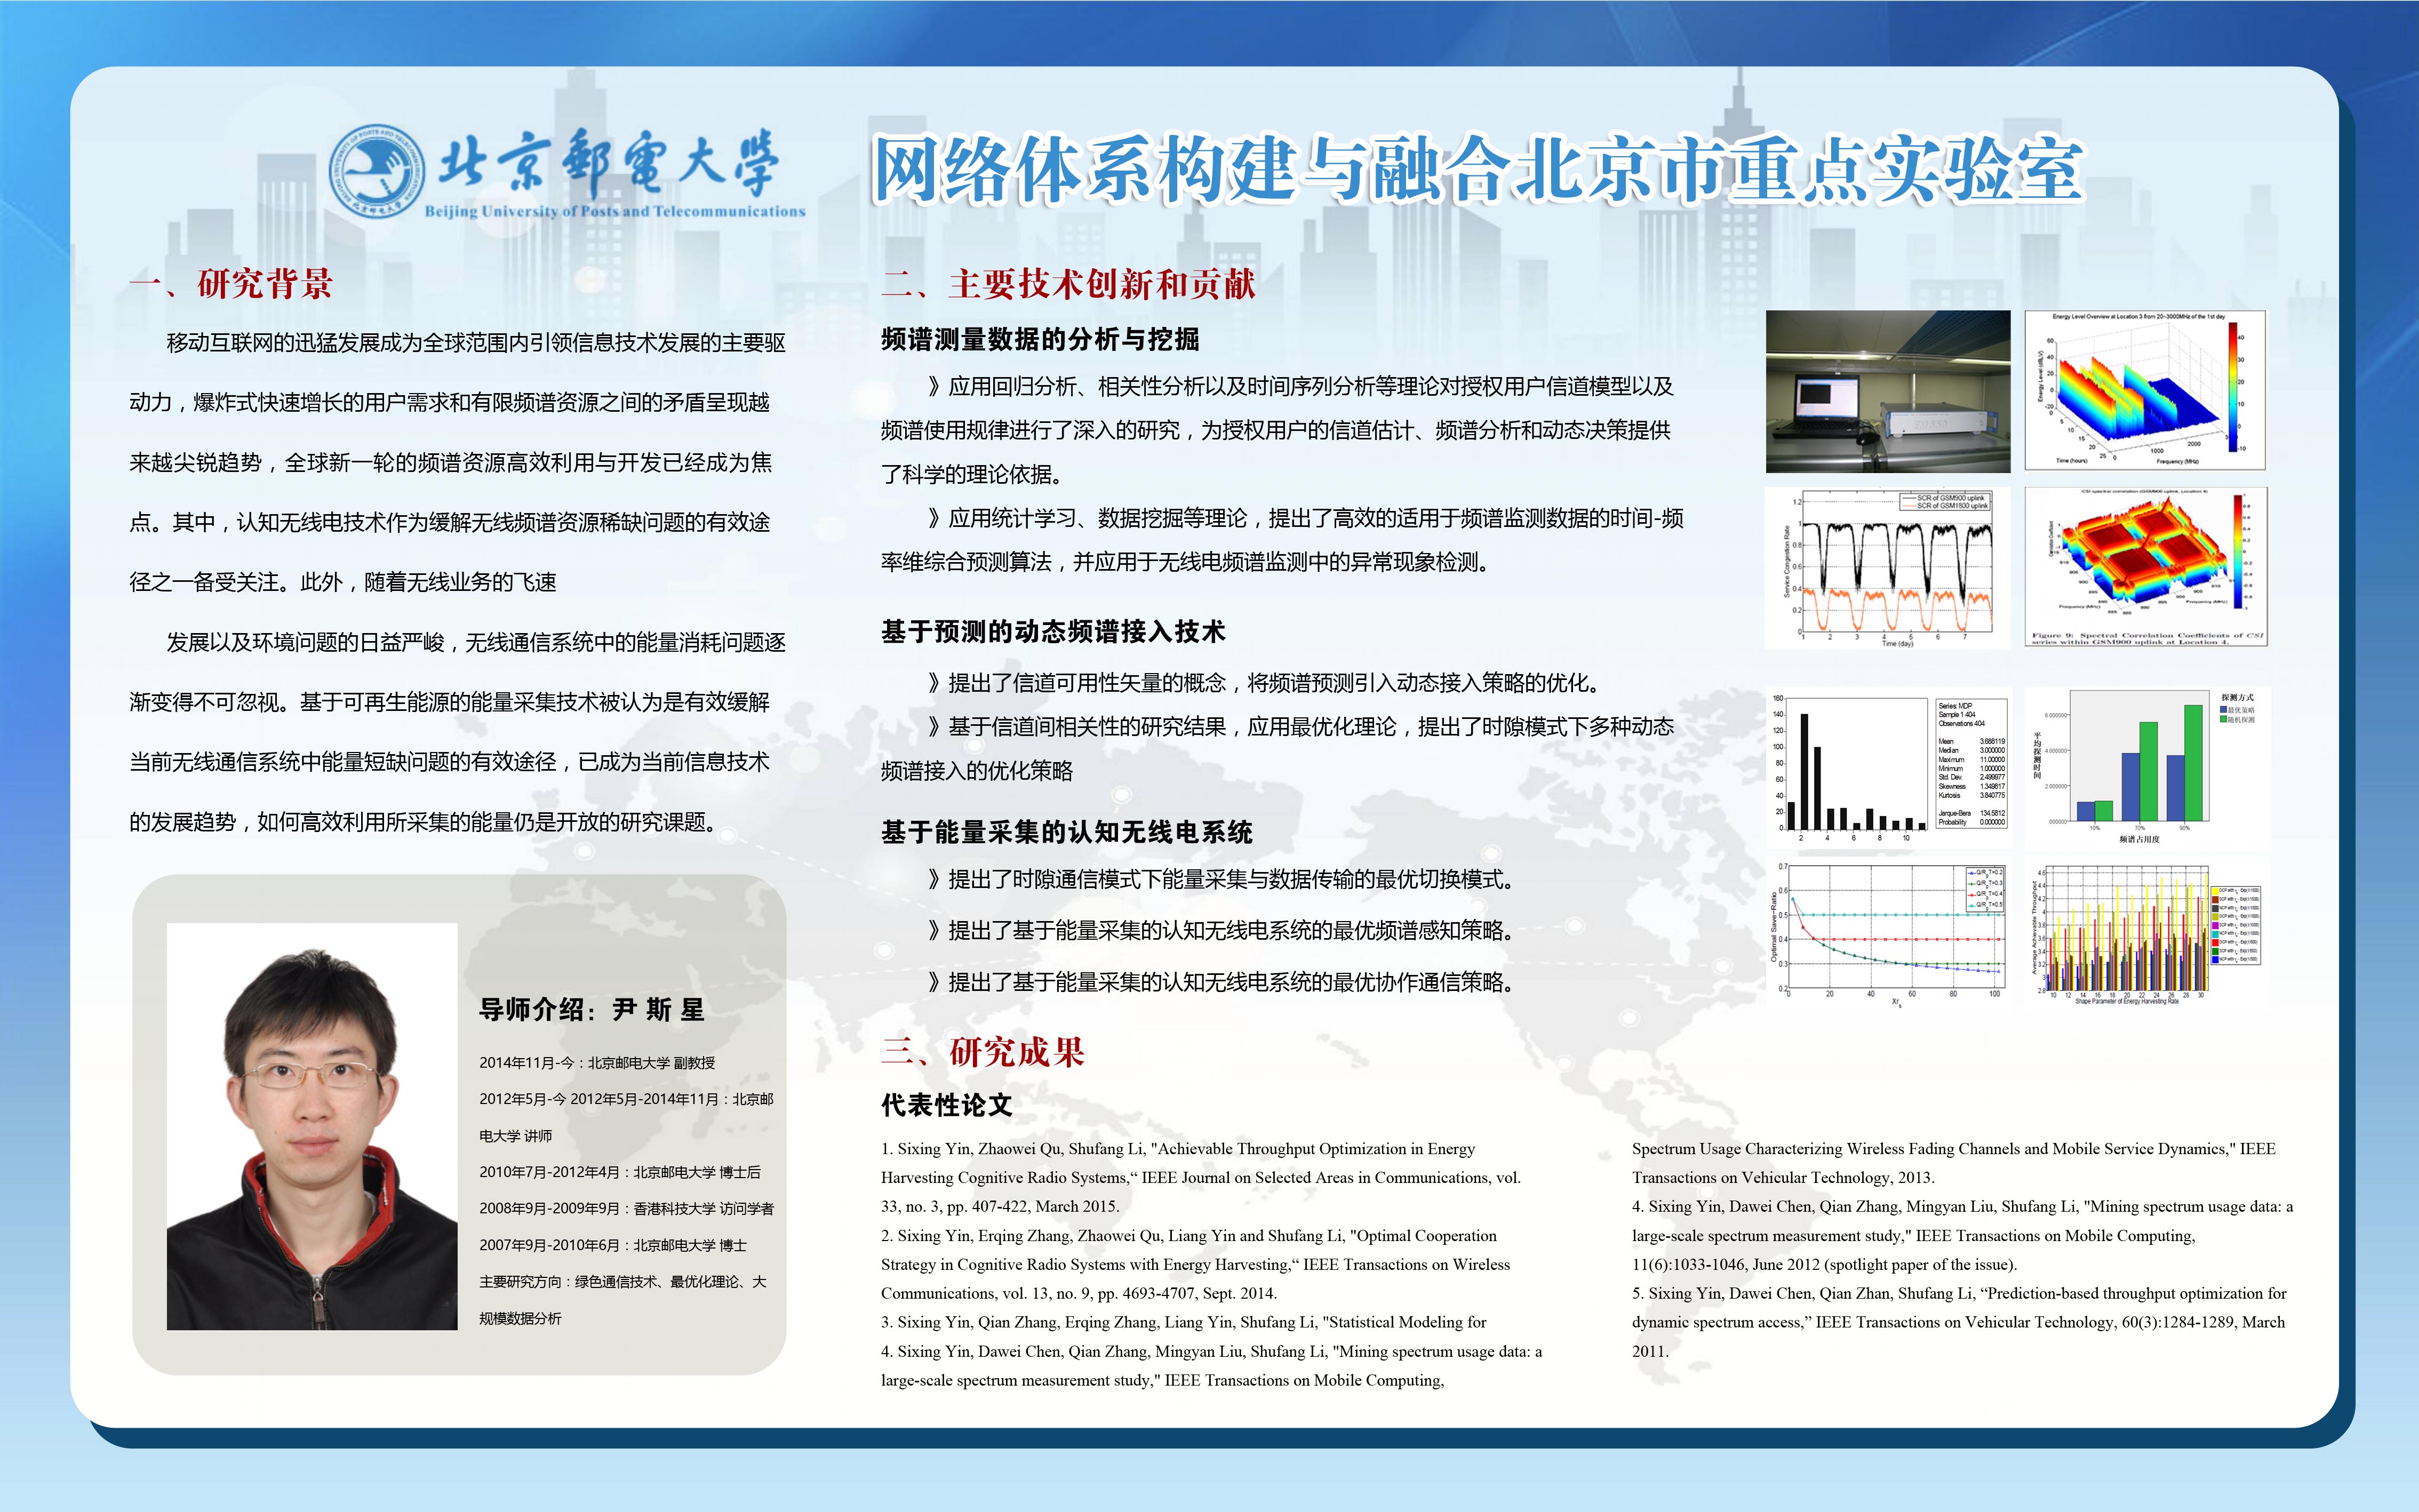 北京郵電大学
Beijing University of Posts and Telecommunications
网络体系构建与融合北京市重点实验室
一、研究背景
移动互联网的迅猛发展成为全球范围内引领信息技术发展的主要驱
动力，爆炸式快速增长的用户需求和有限频谱资源之间的矛盾呈现越
来越尖锐趋势，全球新一轮的频谱资源高效利用与开发已经成为焦
点。其中，认知无线电技术作为缓解无线频谱资源稀缺问题的有效途
径之一备受关注。此外，随着无线业务的飞速
发展以及环境问题的日益严峻，无线通信系统中的能量消耗问题逐
渐变得不可忽视。基于可再生能源的能量采集技术被认为是有效缓解
当前无线通信系统中能量短缺问题的有效途径，已成为当前信息技术
的发展趋势，如何高效利用所采集的能量仍是开放的研究课题。
导师介绍：尹 斯 星
2014年11月-今：北京邮电大学 副教授
2012年5月-今 2012年5月-2014年11月：北京邮
电大学 讲师
2010年7月-2012年4月：北京邮电大学 博士后
2008年9月-2009年9月：香港科技大学 访问学者
2007年9月-2010年6月：北京邮电大学 博士
主要研究方向：绿色通信技术、最优化理论、大
规模数据分析
二、主要技术创新和贡献
频谱测量数据的分析与挖掘
》应用回归分析、相关性分析以及时间序列分析等理论对授权用户信道模型以及
频谱使用规律进行了深入的研究，为授权用户的信道估计、频谱分析和动态决策提供
了科学的理论依据。
》应用统计学习、数据挖掘等理论，提出了高效的适用于频谱监测数据的时间-频
率维综合预测算法，并应用于无线电频谱监测中的异常现象检测。
基于预测的动态频谱接入技术
》提出了信道可用性矢量的概念，将频谱预测引入动态接入策略的优化。
》基于信道间相关性的研究结果，应用最优化理论，提出了时隙模式下多种动态
频谱接入的优化策略
基于能量采集的认知无线电系统
》提出了时隙通信模式下能量采集与数据传输的最优切换模式。
》提出了基于能量采集的认知无线电系统的最优频谱感知策略。
》提出了基于能量采集的认知无线电系统的最优协作通信策略。
Energy Level Overview at Location 3 from 20~3000MHz of the 1st day
Energy Level (dBμV)
Time (hours)
Frequency (MHz)
SCR of GSM900 uplink
SCR of GSM1800 uplink
Service Congestion Rate
Time (day)
CSI spectral correlation (GSM900 uplink, Location 4)
Correlation Coefficient
Frequency (MHz)
Frequency (MHz)
Figure 9: Spectral Correlation Coefficients of CSI
series within GSM900 uplink at Location 4.
Series: MDP
Sample 1 404
Observations 404
Mean 3.688119
Median 3.000000
Maximum 11.00000
Minimum 1.000000
Std. Dev. 2.499977
Skewness 1.349817
Kurtosis 3.840775
Jarque-Bera 134.5812
Probability 0.000000
探测方式
最优策略
随机探测
平均探测时间
10% 70% 90%
频谱占用度
Optimal Save-Ratio
Average Achievable Throughput
Shape Parameter of Energy Harvesting Rate
三、研究成果
代表性论文
1. Sixing Yin, Zhaowei Qu, Shufang Li, "Achievable Throughput Optimization in Energy
Harvesting Cognitive Radio Systems,“ IEEE Journal on Selected Areas in Communications, vol.
33, no. 3, pp. 407-422, March 2015.
2. Sixing Yin, Erqing Zhang, Zhaowei Qu, Liang Yin and Shufang Li, "Optimal Cooperation
Strategy in Cognitive Radio Systems with Energy Harvesting,“ IEEE Transactions on Wireless
Communications, vol. 13, no. 9, pp. 4693-4707, Sept. 2014.
3. Sixing Yin, Qian Zhang, Erqing Zhang, Liang Yin, Shufang Li, "Statistical Modeling for
4. Sixing Yin, Dawei Chen, Qian Zhang, Mingyan Liu, Shufang Li, "Mining spectrum usage data: a
large-scale spectrum measurement study," IEEE Transactions on Mobile Computing,
Spectrum Usage Characterizing Wireless Fading Channels and Mobile Service Dynamics," IEEE
Transactions on Vehicular Technology, 2013.
4. Sixing Yin, Dawei Chen, Qian Zhang, Mingyan Liu, Shufang Li, "Mining spectrum usage data: a
large-scale spectrum measurement study," IEEE Transactions on Mobile Computing,
11(6):1033-1046, June 2012 (spotlight paper of the issue).
5. Sixing Yin, Dawei Chen, Qian Zhan, Shufang Li, “Prediction-based throughput optimization for
dynamic spectrum access,” IEEE Transactions on Vehicular Technology, 60(3):1284-1289, March
2011.